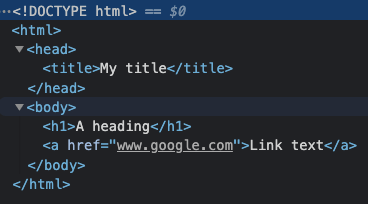 <!DOCTYPE html> == $0
<html>
<head>
<title>My title</title>
</head>
<body>
<h1>A heading</h1>
<a href="www.google.com">Link text</a>
</body>
</html>